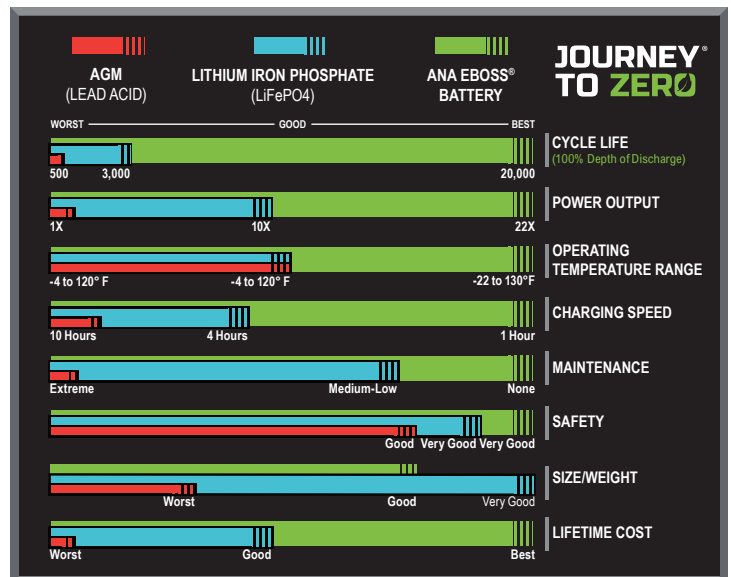 AGM
(LEAD ACID)
LITHIUM IRON PHOSPHATE
(LiFePO4)
ANA EBOSS®
BATTERY
JOURNEY®
TO ZERO
WORST GOOD BEST
CYCLE LIFE
(100% Depth of Discharge)
500 3,000 20,000
POWER OUTPUT
1X 10X 22X
OPERATING
TEMPERATURE RANGE
-4 to 120° F -4 to 120° F -22 to 130°F
CHARGING SPEED
10 Hours 4 Hours 1 Hour
MAINTENANCE
Extreme Medium-Low None
SAFETY
Good Very Good Very Good
SIZE/WEIGHT
Worst Good Very Good
LIFETIME COST
Worst Good Best